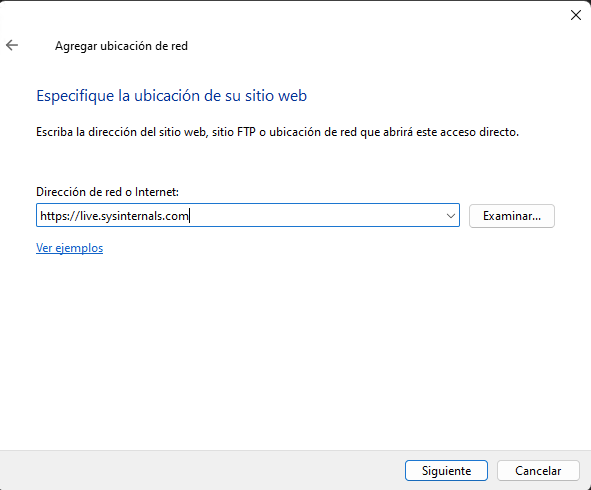 Agregar ubicación de red
Especifique la ubicación de su sitio web
Escriba la dirección del sitio web, sitio FTP o ubicación de red que abrirá este acceso directo.
Dirección de red o Internet:
https://live.sysinternals.com
Examinar...
Ver ejemplos
Siguiente
Cancelar